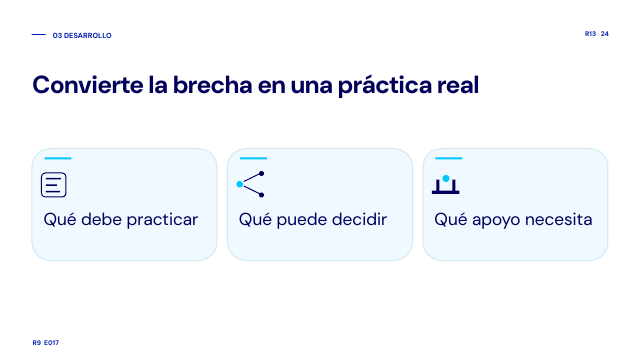 03 DESARROLLO
R13 24
Convierte la brecha en una práctica real
Qué debe practicar
Qué puede decidir
Qué apoyo necesita
R9 E017